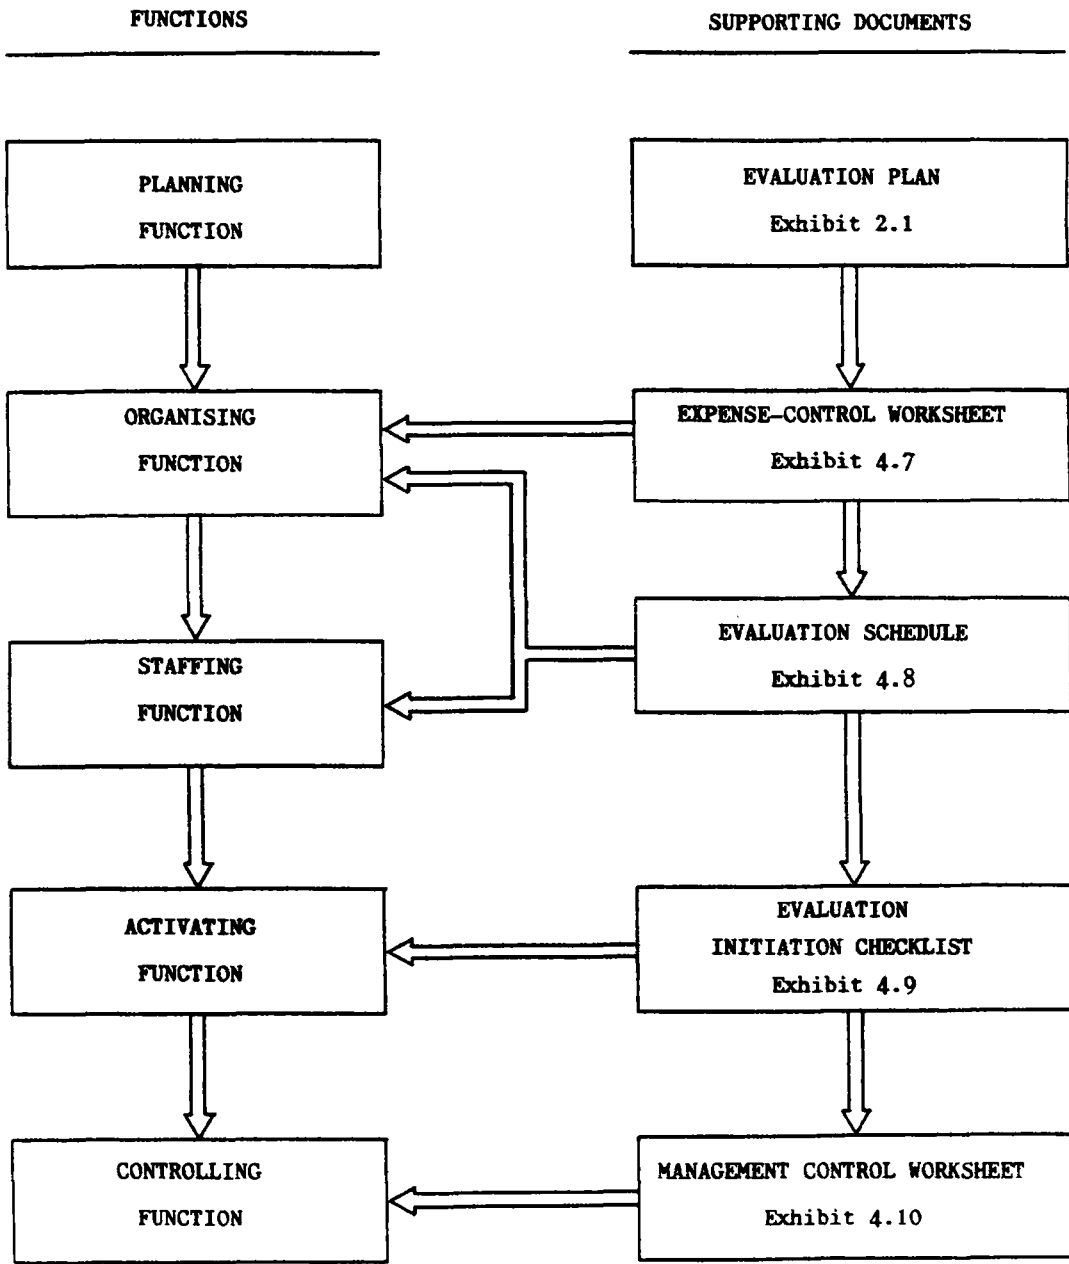 FUNCTIONS
SUPPORTING DOCUMENTS
PLANNING
FUNCTION
EVALUATION PLAN
Exhibit 2.1
ORGANISING
FUNCTION
EXPENSE-CONTROL WORKSHEET
Exhibit 4.7
STAFFING
FUNCTION
EVALUATION SCHEDULE
Exhibit 4.8
ACTIVATING
FUNCTION
EVALUATION
INITIATION CHECKLIST
Exhibit 4.9
CONTROLLING
FUNCTION
MANAGEMENT CONTROL WORKSHEET
Exhibit 4.10